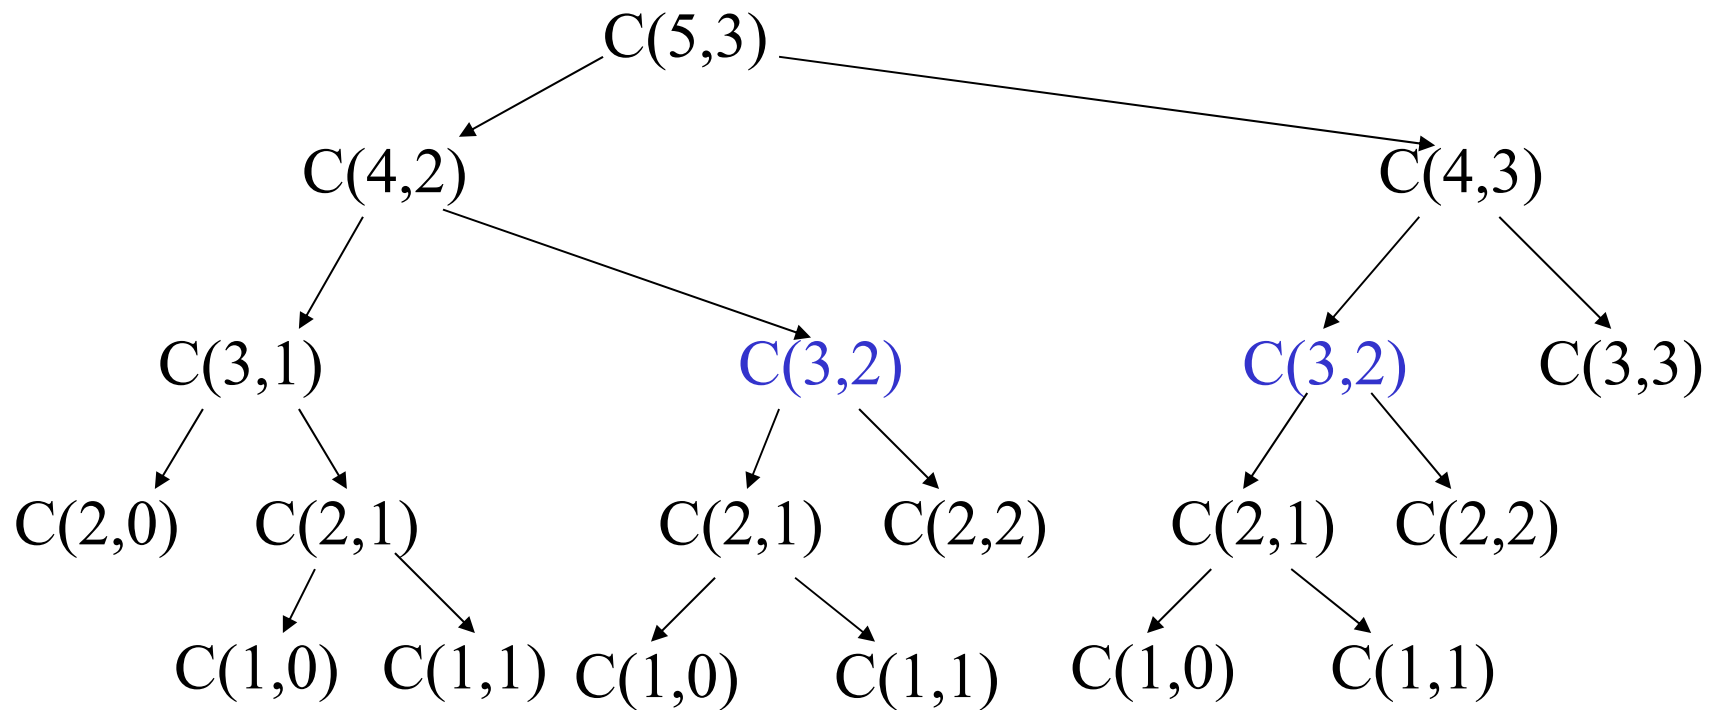 C(5,3)
C(4,2) C(4,3)
C(3,1) C(3,2) C(3,2) C(3,3)
C(2,0) C(2,1) C(2,1) C(2,2) C(2,1) C(2,2)
C(1,0) C(1,1) C(1,0) C(1,1) C(1,0) C(1,1)